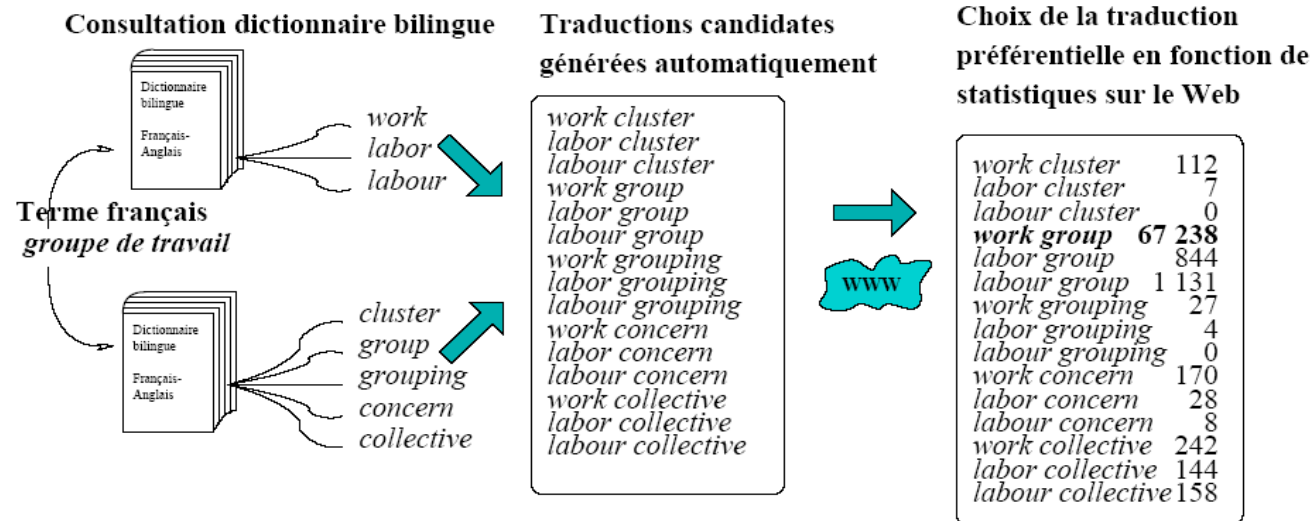 Consultation dictionnaire bilingue
Dictionnaire
bilingue
Français-
Anglais
work
labor
labour
Terme français
groupe de travail
Dictionnaire
bilingue
Français-
Anglais
cluster
group
grouping
concern
collective
Traductions candidates
générées automatiquement
work cluster
labor cluster
labour cluster
work group
labor group
labour group
work grouping
labor grouping
labour grouping
work concern
labor concern
labour concern
work collective
labor collective
labour collective
WWW
Choix de la traduction
préférentielle en fonction de
statistiques sur le Web
work cluster 112
labor cluster 7
labour cluster 0
work group 67 238
labor group 844
labour group 1 131
work grouping 27
labor grouping 4
labour grouping 0
work concern 170
labor concern 28
labour concern 8
work collective 242
labor collective 144
labour collective 158